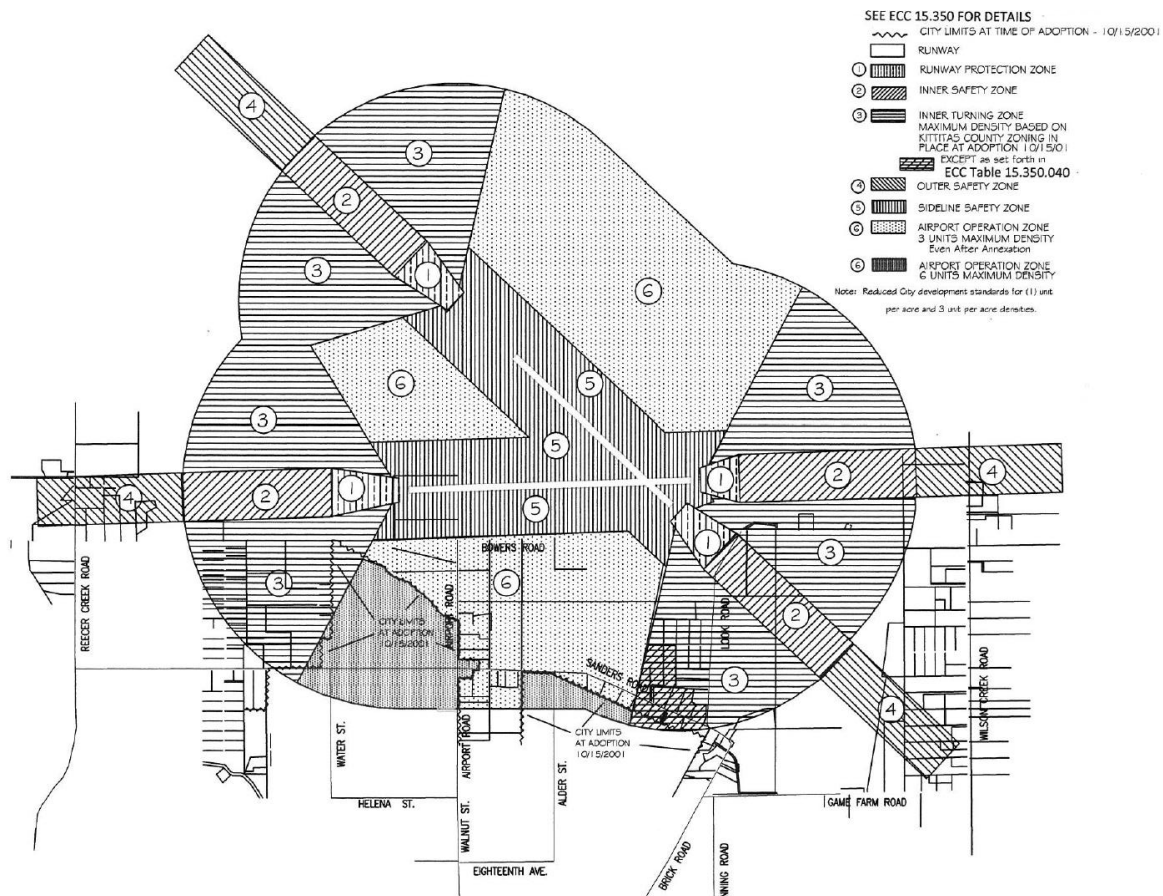 SEE ECC 15.350 FOR DETAILS
CITY LIMITS AT TIME OF ADOPTION - 10/15/2001
RUNWAY
1 RUNWAY PROTECTION ZONE
2 INNER SAFETY ZONE
3 INNER TURNING ZONE
MAXIMUM DENSITY BASED ON
KITTITAS COUNTY ZONING IN
PLACE AT ADOPTION 10/15/01
EXCEPT as set forth in
ECC Table 15.350.040
4 OUTER SAFETY ZONE
5 SIDELINE SAFETY ZONE
6 AIRPORT OPERATION ZONE
3 UNITS MAXIMUM DENSITY
Even After Annexation
6 AIRPORT OPERATION ZONE
6 UNITS MAXIMUM DENSITY
Note: Reduced City development standards for (1) unit
per acre and 3 unit per acre densities.
4
3
2
3
1
6
6
5
3
3
5
4
2
1
5
1
2
4
BOWERS ROAD
1
3
3
6
2
REECER CREEK ROAD
CITY LIMITS
AT ADOPTION
10/15/2001
AIRPORT ROAD
LOOK ROAD
SANDERS ROAD
3
4
WILSON CREEK ROAD
WATER ST.
AIRPORT ROAD
CITY LIMITS
AT ADOPTION
10/15/2001
ALDER ST.
HELENA ST.
WALNUT ST.
GAME FARM ROAD
EIGHTEENTH AVE.
BRICK ROAD
NNING ROAD